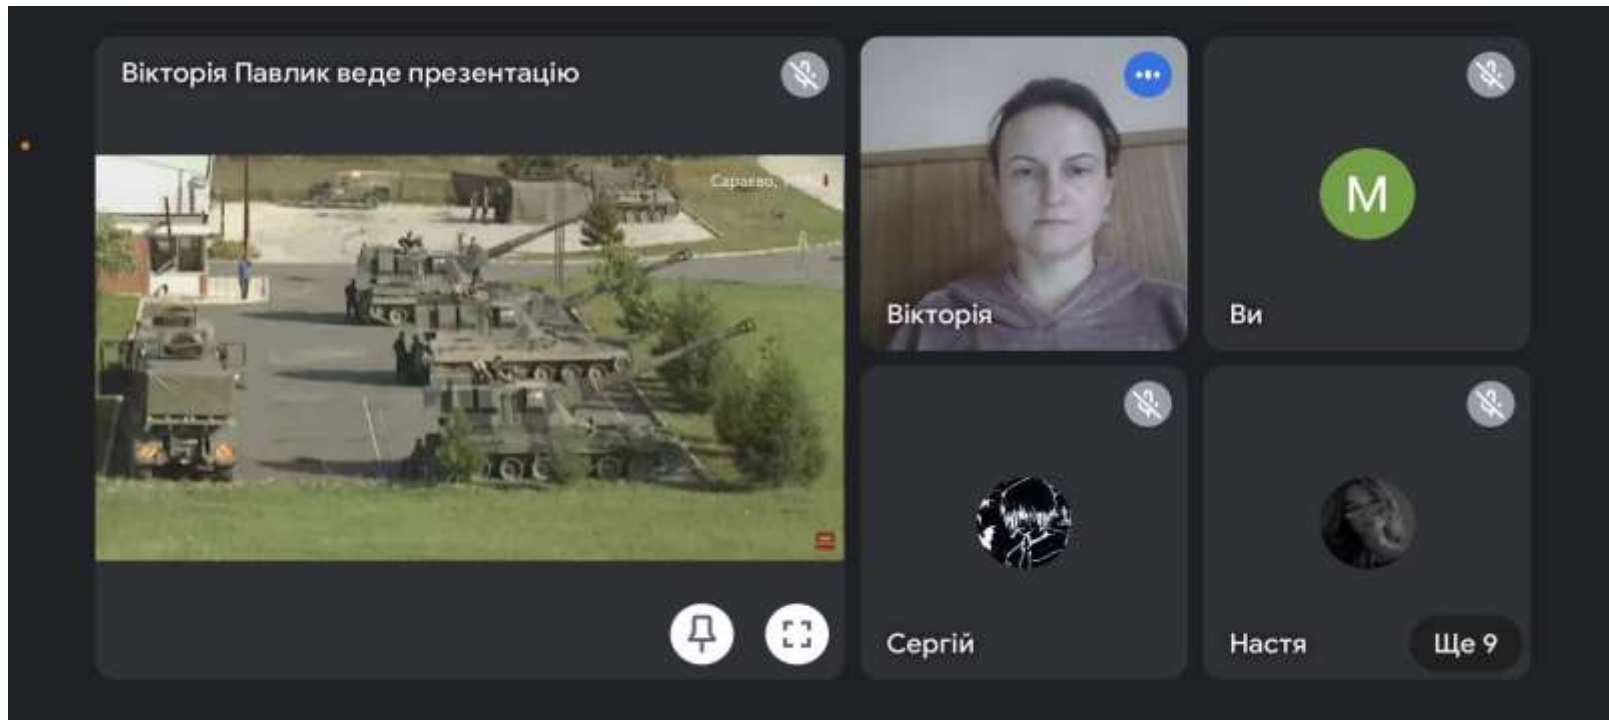 Вікторія Павлик веде презентацію
Сараєво,
Вікторія
М
Ви
Сергій
Настя
Ще 9